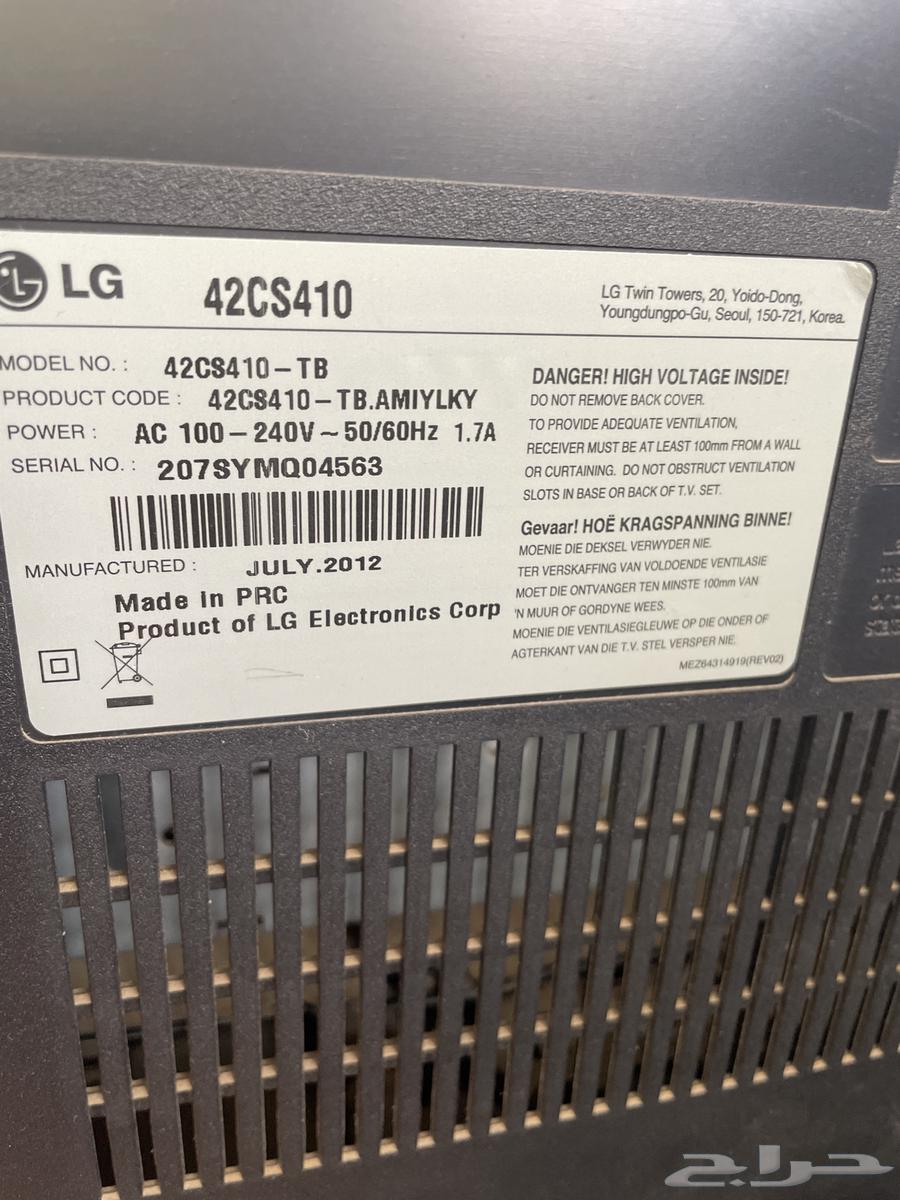 LG 42CS410
LG Twin Towers, 20, Yoido-Dong,
Youngdungpo-Gu, Seoul, 150-721, Korea.
MODEL NO. : 42CS410-TB
PRODUCT CODE : 42CS410-TB.AMIYLKY
POWER : AC 100-240V~50/60Hz 1.7A
SERIAL NO. : 207SYMQ04563
MANUFACTURED : JULY.2012
Made in PRC
Product of LG Electronics Corp
DANGER! HIGH VOLTAGE INSIDE!
DO NOT REMOVE BACK COVER.
TO PROVIDE ADEQUATE VENTILATION,
RECEIVER MUST BE AT LEAST 100mm FROM A WALL
OR CURTAINING. DO NOT OBSTRUCT VENTILATION
SLOTS IN BASE OR BACK OF T.V. SET.
Gevaar! HOË KRAGSPANNING BINNE!
MOENIE DIE DEKSEL VERWYDER NIE.
TER VERSKAFFING VAN VOLDOENDE VENTILASIE
MOET DIE ONTVANGER TEN MINSTE 100mm VAN
'N MUUR OF GORDYNE WEES.
MOENIE DIE VENTILASIEGLEUWE OP DIE ONDER OF
AGTERKANT VAN DIE T.V. STEL VERSPER NIE.
MEZ64314919(REV02)
حراج